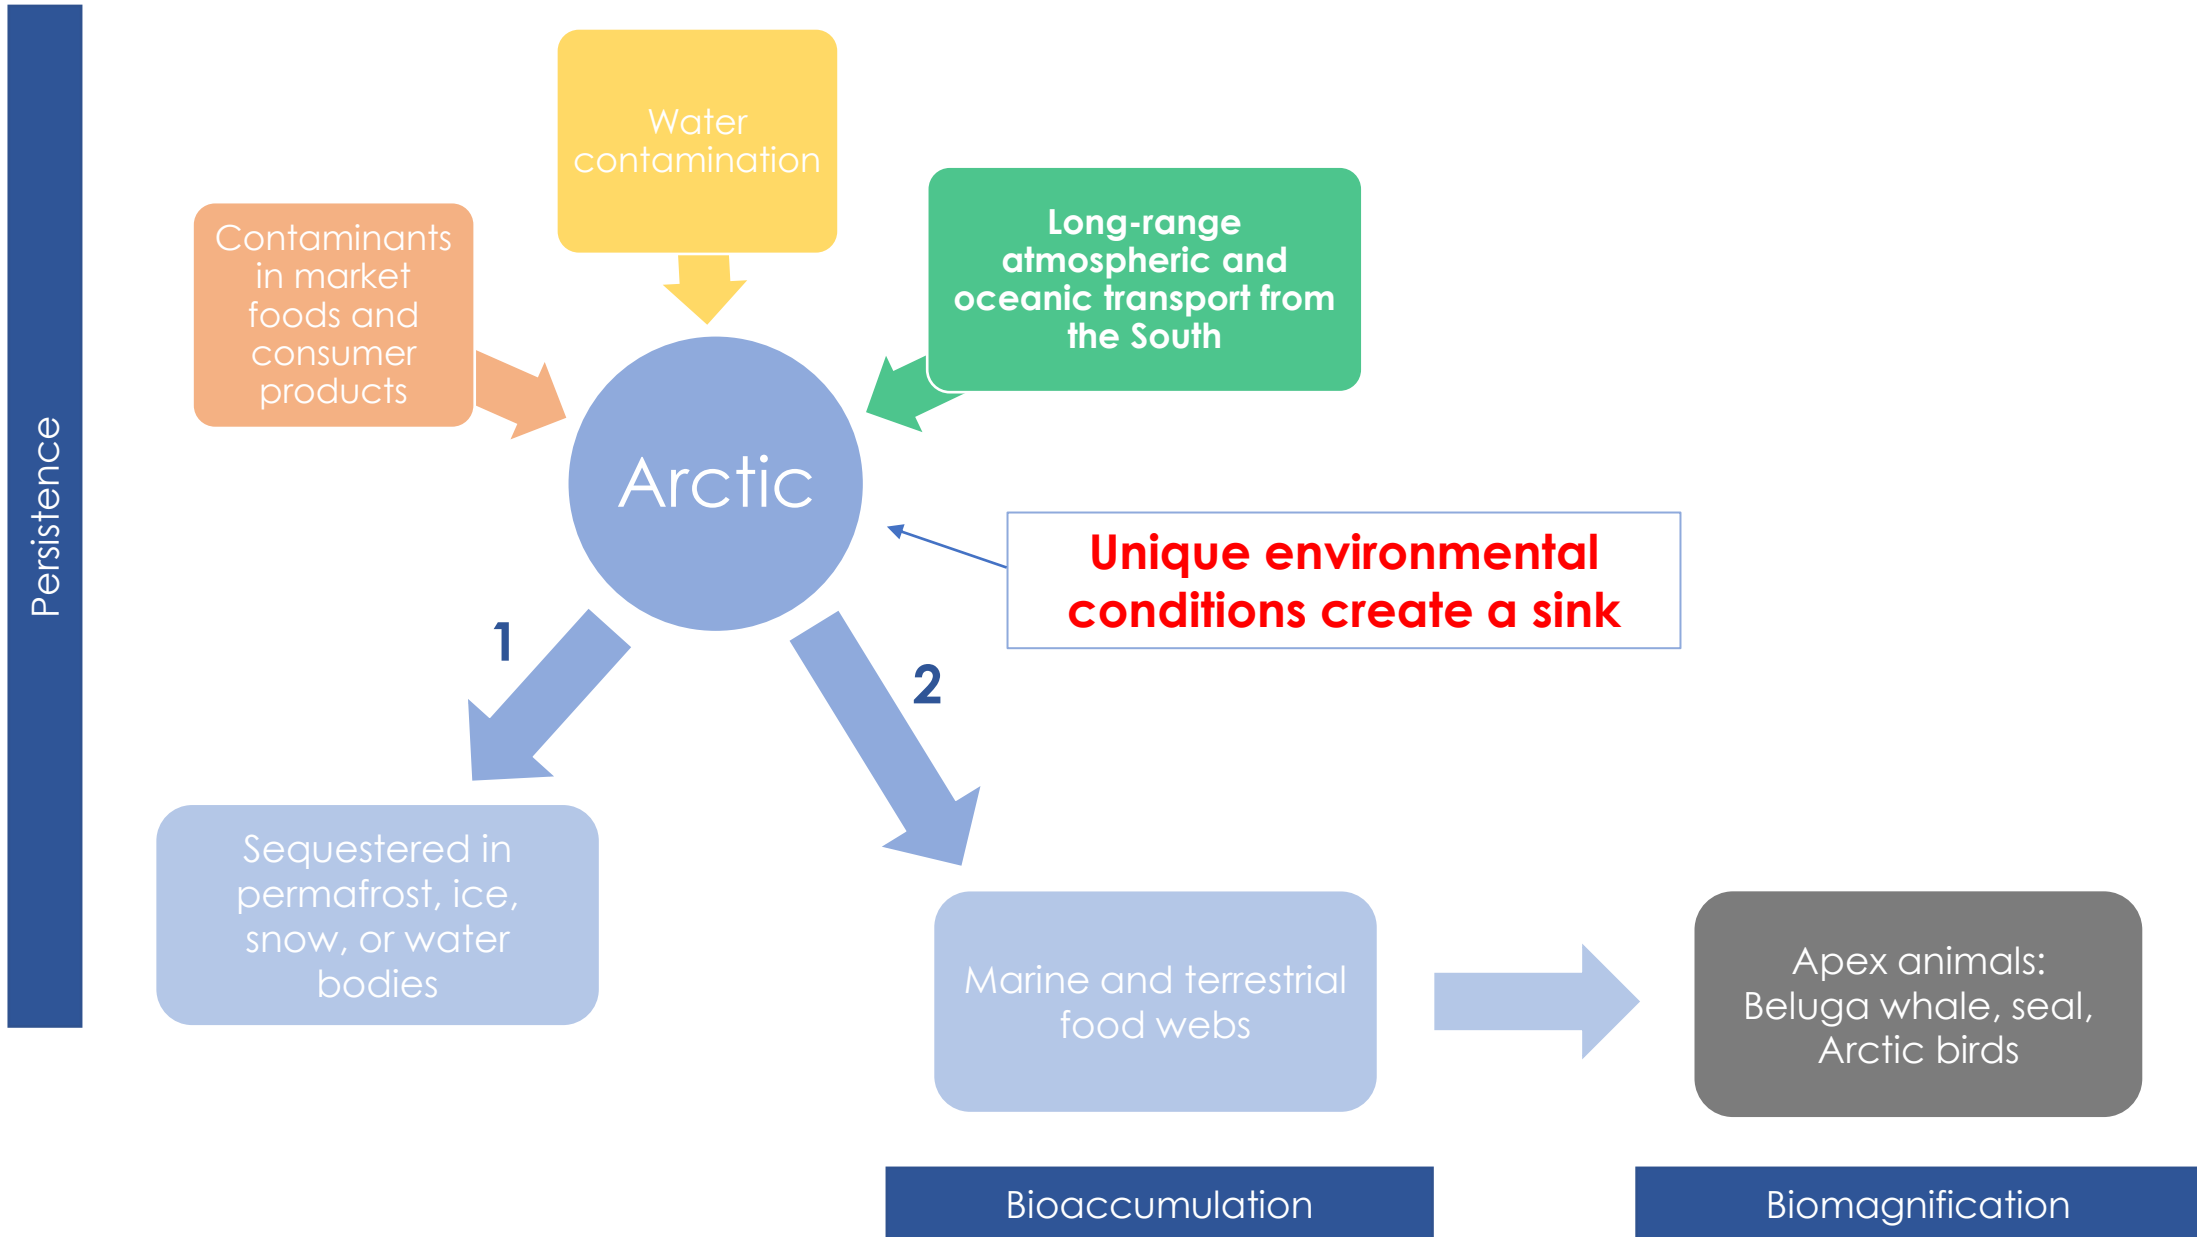 Persistence
Water
contamination
Contaminants
in market
foods and
consumer
products
Long-range
atmospheric and
oceanic transport from
the South
Arctic
Unique environmental
conditions create a sink
1
2
Sequestered in
permafrost, ice,
snow, or water
bodies
Marine and terrestrial
food webs
Apex animals:
Beluga whale, seal,
Arctic birds
Bioaccumulation
Biomagnification